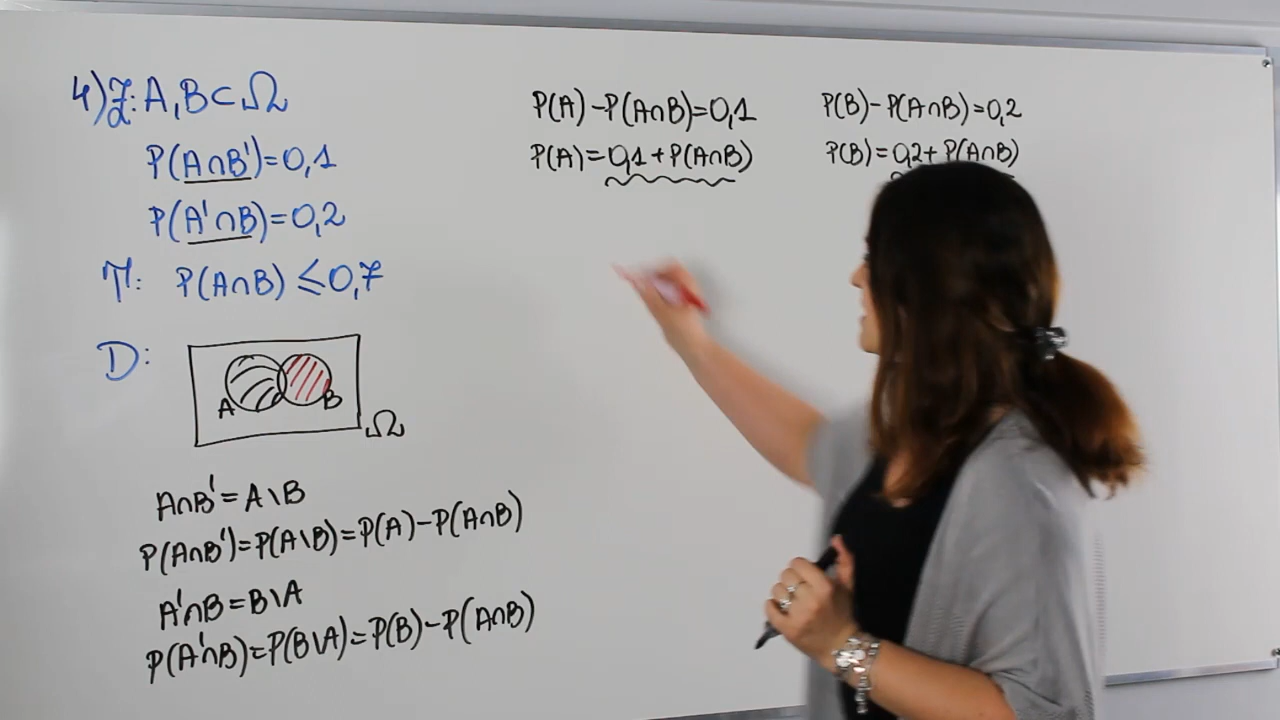 4) Z: A,B⊂Ω
P(A∩B')=0,1
P(A'∩B)=0,2
T: P(A∩B)≤0,7
D:
A
B
Ω
A∩B'=A\B
P(A∩B')=P(A\B)=P(A)-P(A∩B)
A'∩B=B\A
P(A'∩B)=P(B\A)=P(B)-P(A∩B)
P(A)-P(A∩B)=0,1
P(A)=0,1+P(A∩B)
P(B)-P(A∩B)=0,2
P(B)=0,2+P(A∩B)